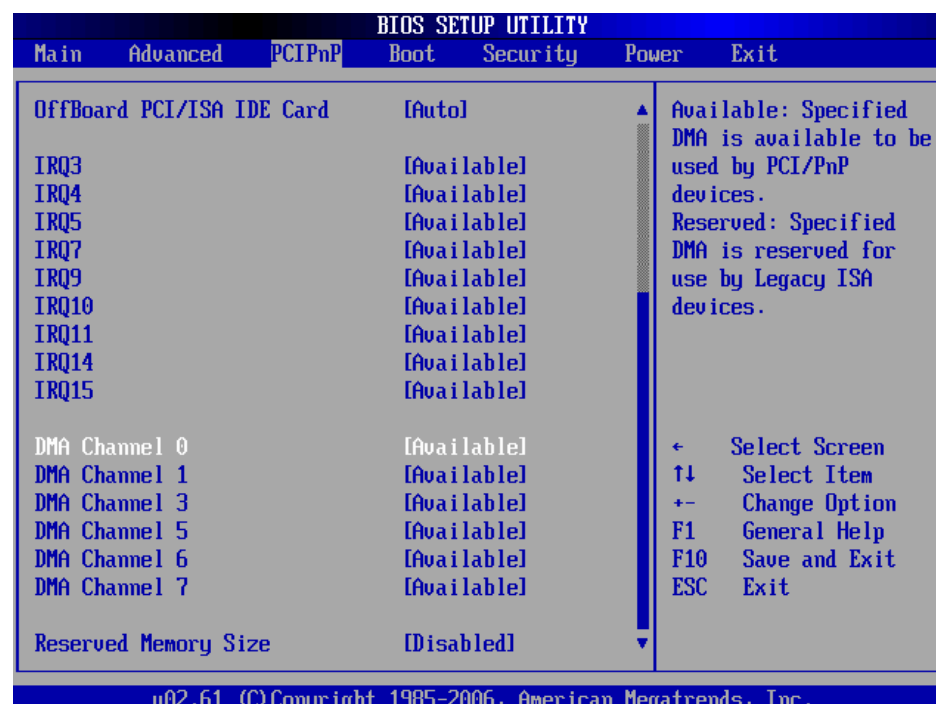 BIOS SETUP UTILITY
Main Advanced PCIPnP Boot Security Power Exit
OffBoard PCI/ISA IDE Card [Auto]
IRQ3 [Available]
IRQ4 [Available]
IRQ5 [Available]
IRQ7 [Available]
IRQ9 [Available]
IRQ10 [Available]
IRQ11 [Available]
IRQ14 [Available]
IRQ15 [Available]
DMA Channel 0 [Available]
DMA Channel 1 [Available]
DMA Channel 3 [Available]
DMA Channel 5 [Available]
DMA Channel 6 [Available]
DMA Channel 7 [Available]
Reserved Memory Size [Disabled]
Available: Specified
DMA is available to be
used by PCI/PnP
devices.
Reserved: Specified
DMA is reserved for
use by Legacy ISA
devices.
← Select Screen
↑↓ Select Item
+- Change Option
F1 General Help
F10 Save and Exit
ESC Exit
v02.61 (C)Copyright 1985-2006, American Megatrends, Inc.